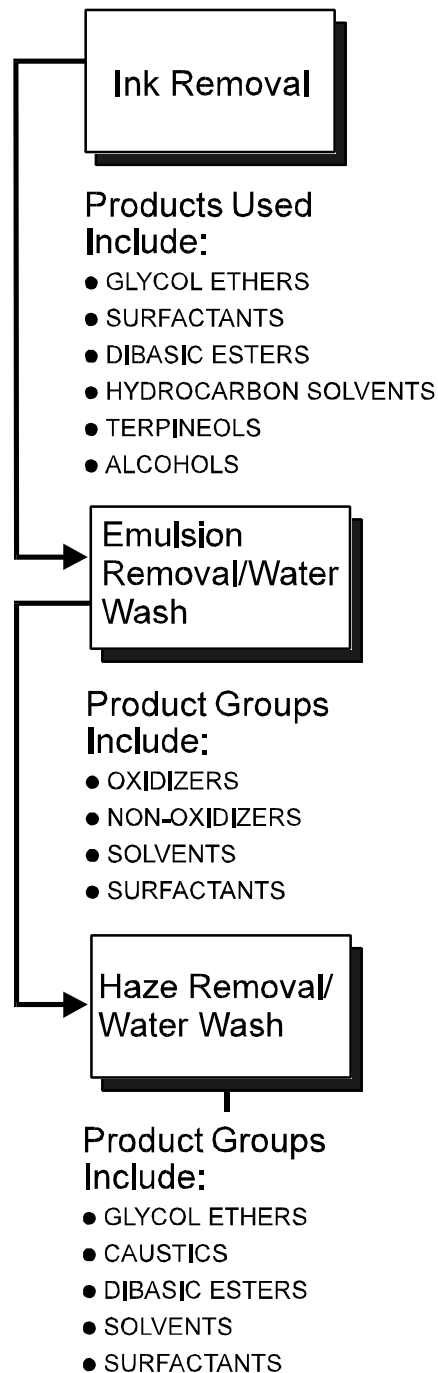 Ink Removal
Products Used
Include:
● GLYCOL ETHERS
● SURFACTANTS
● DIBASIC ESTERS
● HYDROCARBON SOLVENTS
● TERPINEOLS
● ALCOHOLS
Emulsion
Removal/Water
Wash
Product Groups
Include:
● OXIDIZERS
● NON-OXIDIZERS
● SOLVENTS
● SURFACTANTS
Haze Removal/
Water Wash
Product Groups
Include:
● GLYCOL ETHERS
● CAUSTICS
● DIBASIC ESTERS
● SOLVENTS
● SURFACTANTS